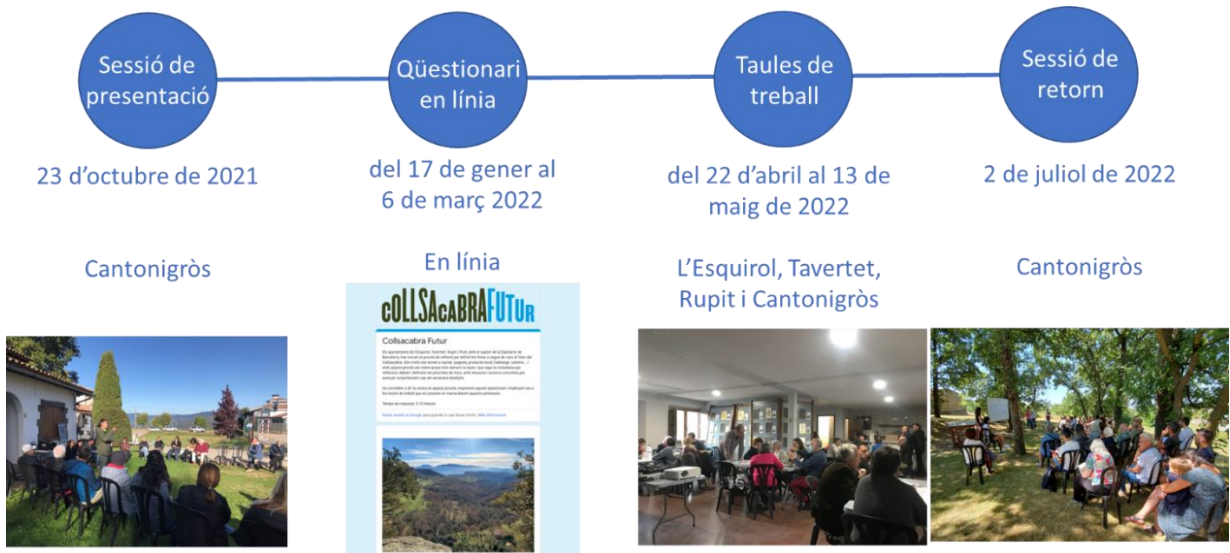 Sessió de
presentació
Qüestionari
en línia
Taules de
treball
Sessió de
retorn
23 d'octubre de 2021
del 17 de gener al
6 de març 2022
del 22 d'abril al 13 de
maig de 2022
2 de juliol de 2022
Cantonigròs
En línia
L'Esquirol, Tavertet,
Rupit i Cantonigròs
Cantonigròs
COLLSACABRAFUTUR
Collsacabra Futur